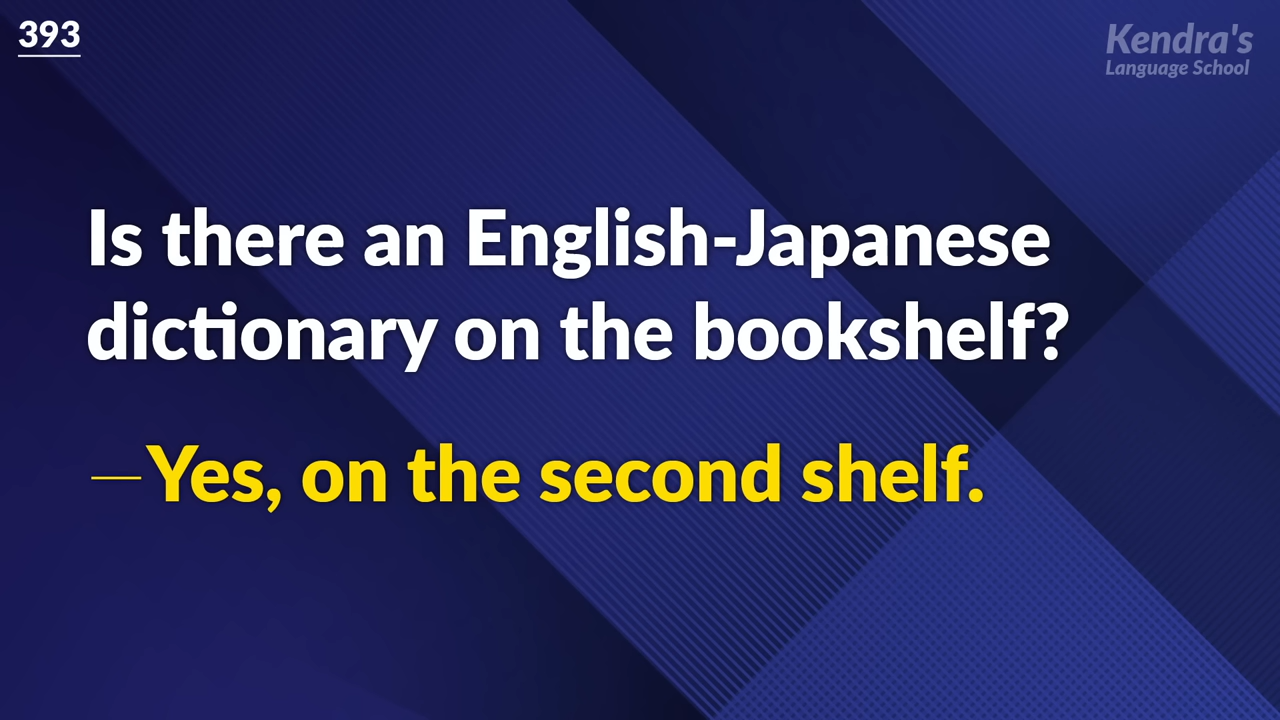 393
Kendra's
Language School
Is there an English-Japanese
dictionary on the bookshelf?
—Yes, on the second shelf.